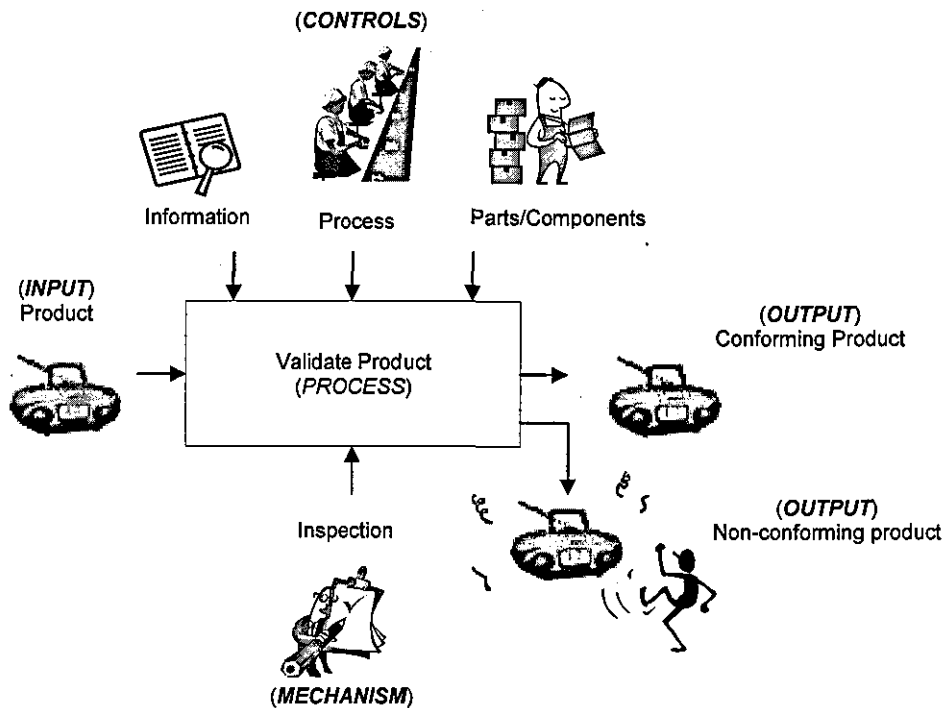 (CONTROLS)
Information
Process
Parts/Components
(INPUT)
Product
Validate Product
(PROCESS)
(OUTPUT)
Conforming Product
Inspection
(OUTPUT)
Non-conforming product
(MECHANISM)